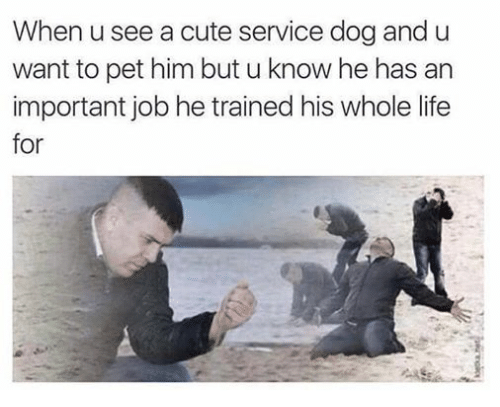 When u see a cute service dog and u
want to pet him but u know he has an
important job he trained his whole life
for